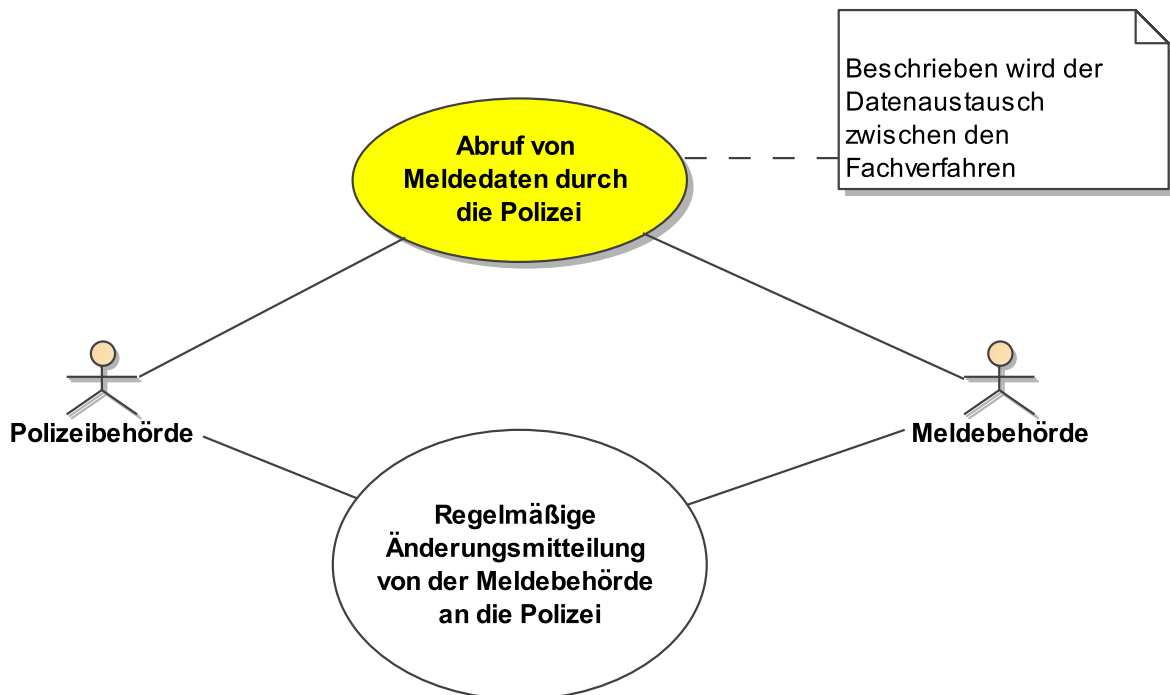 Beschrieben wird der
Datenaustausch
zwischen den
Fachverfahren
Abruf von
Meldedaten durch
die Polizei
Polizeibehörde
Meldebehörde
Regelmäßige
Änderungsmitteilung
von der Meldebehörde
an die Polizei